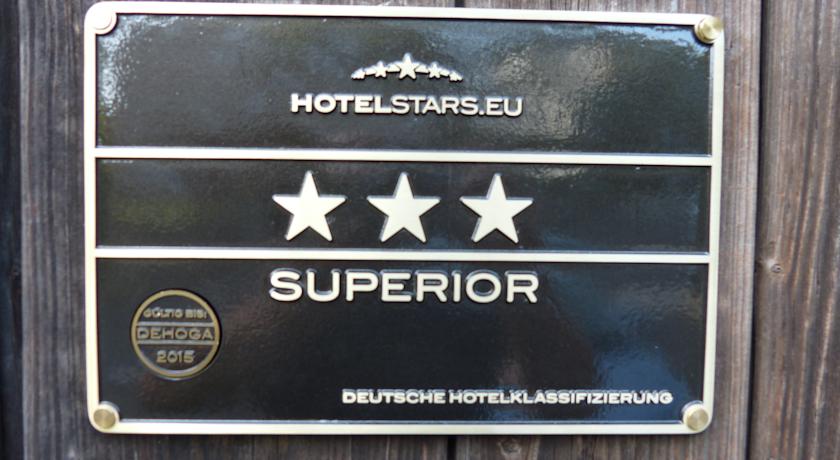 HOTELSTARS.EU
SUPERIOR
GÜLTIG BIS:
DEHOGA
2015
DEUTSCHE HOTELKLASSIFIZIERUNG